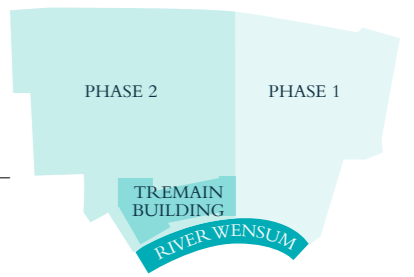 PHASE 2
PHASE 1
TREMAIN
BUILDING
RIVER WENSUM